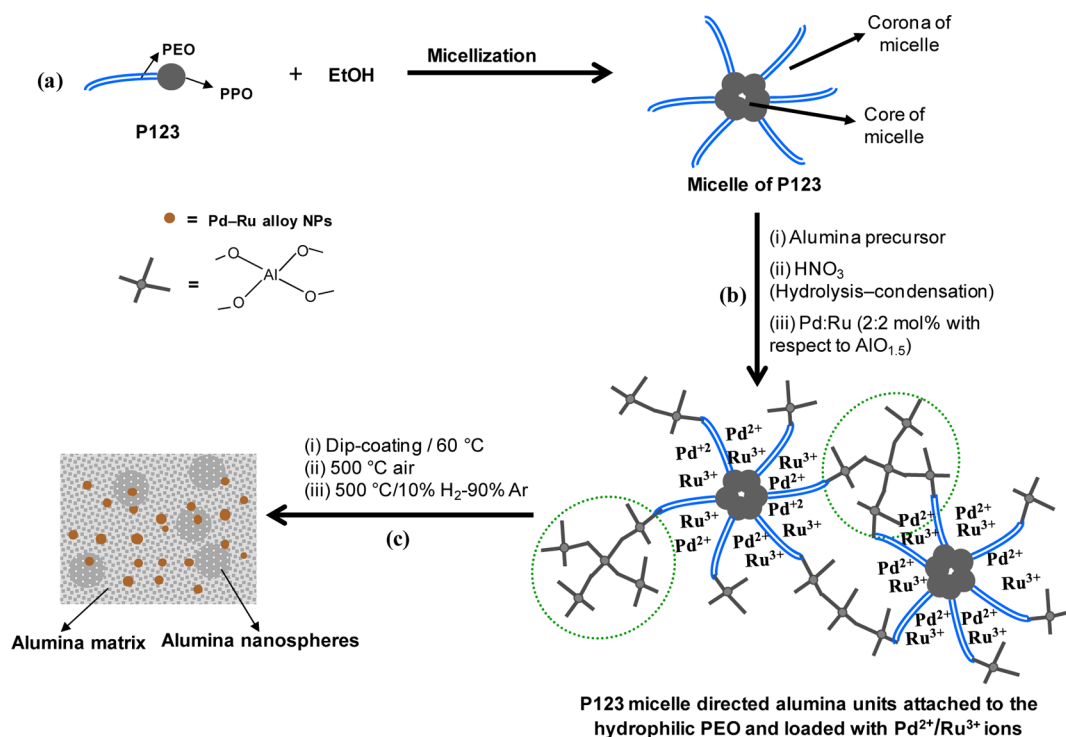 (a)
PEO
PPO
P123
+
EtOH
Micellization
Corona of
micelle
Core of
micelle
Micelle of P123
= Pd–Ru alloy NPs
=
O
O
Al
O
O
(b)
(i) Alumina precursor
(ii) HNO₃
(Hydrolysis–condensation)
(iii) Pd:Ru (2:2 mol% with
respect to AlO₁.₅)
(i) Dip-coating / 60 °C
(ii) 500 °C air
(iii) 500 °C/10% H₂-90% Ar
(c)
Alumina matrix
Alumina nanospheres
Pd²⁺
Pd⁺²
Ru³⁺
Ru³⁺
Ru³⁺
Pd²⁺
Pd⁺²
Ru³⁺
Ru³⁺
Pd²⁺
Pd²⁺
Ru³⁺
Pd²⁺
Pd²⁺
Ru³⁺
Ru³⁺
Pd²⁺
Pd²⁺
Ru³⁺
Ru³⁺
Pd²⁺
Pd²⁺
Ru³⁺
Ru³⁺
P123 micelle directed alumina units attached to the
hydrophilic PEO and loaded with Pd²⁺/Ru³⁺ ions